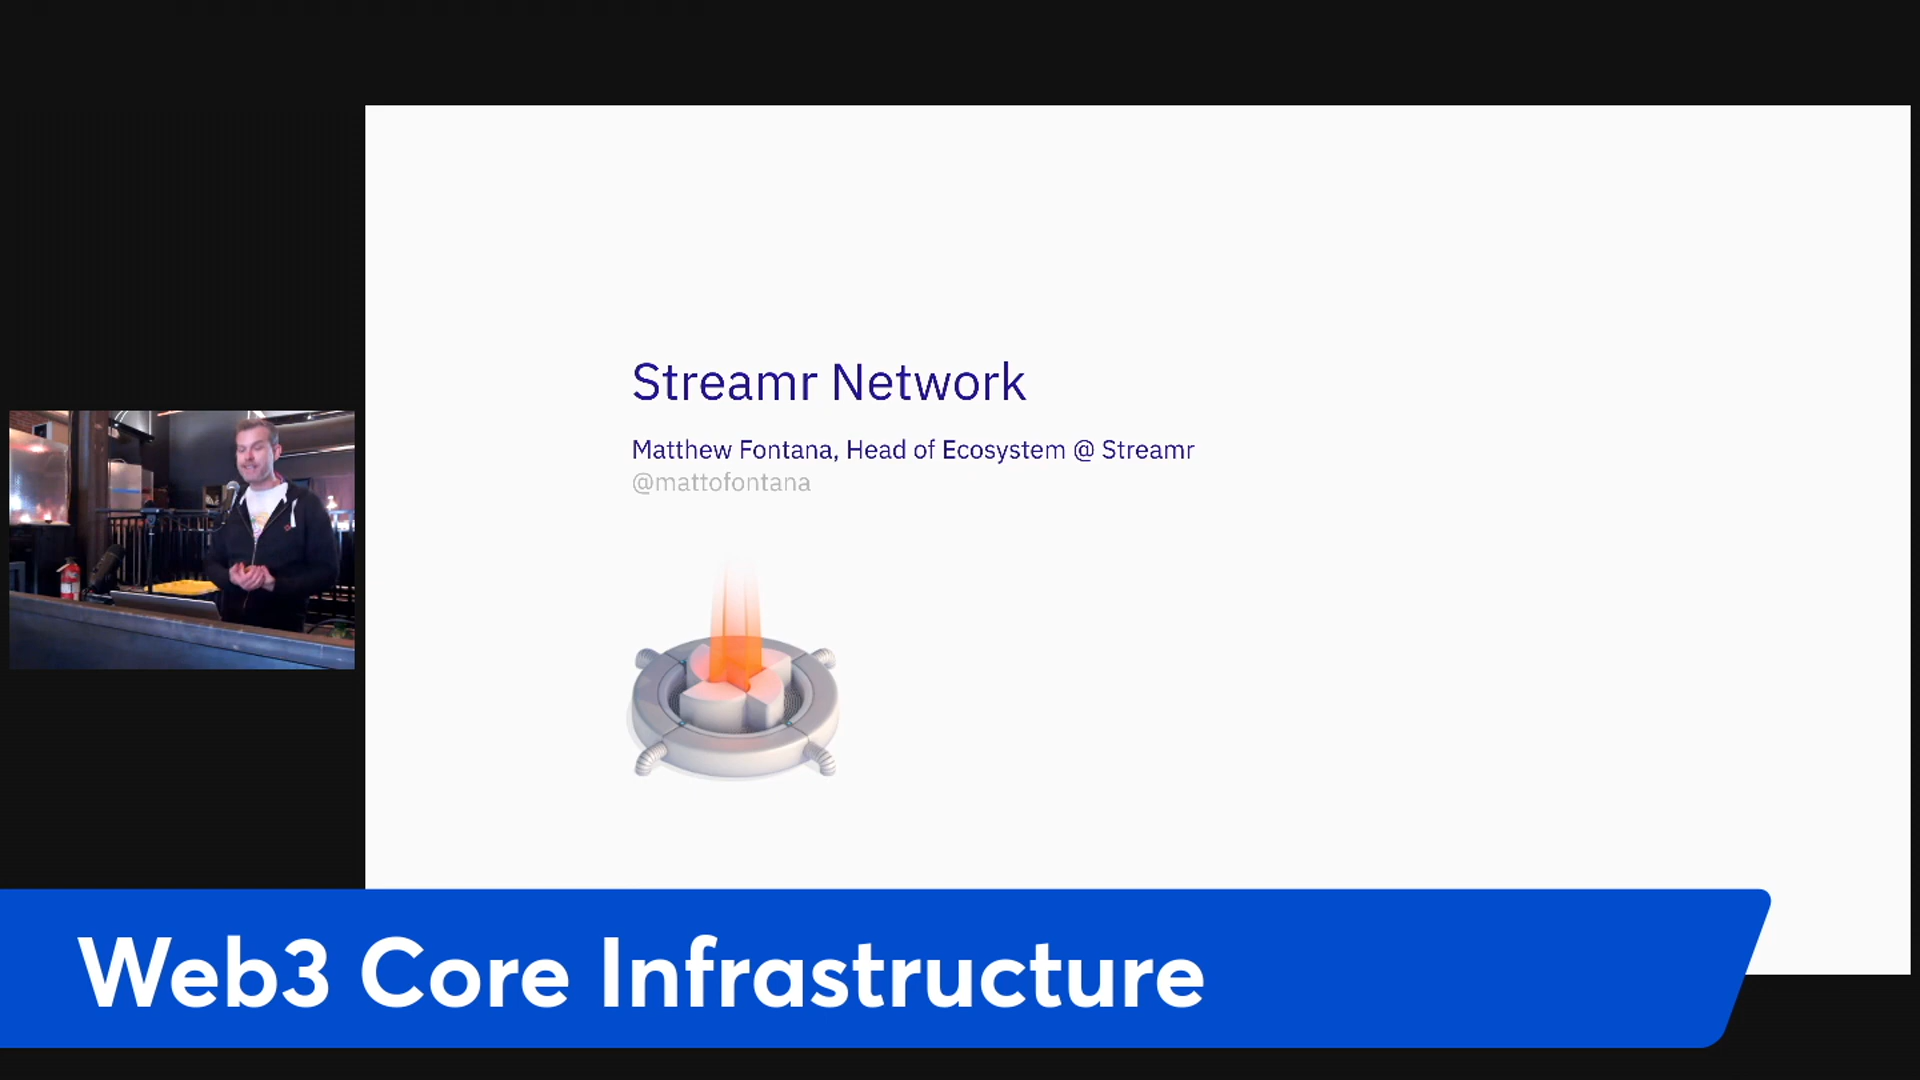 Streamr Network
Matthew Fontana, Head of Ecosystem @ Streamr
@mattofontana
Web3 Core Infrastructure